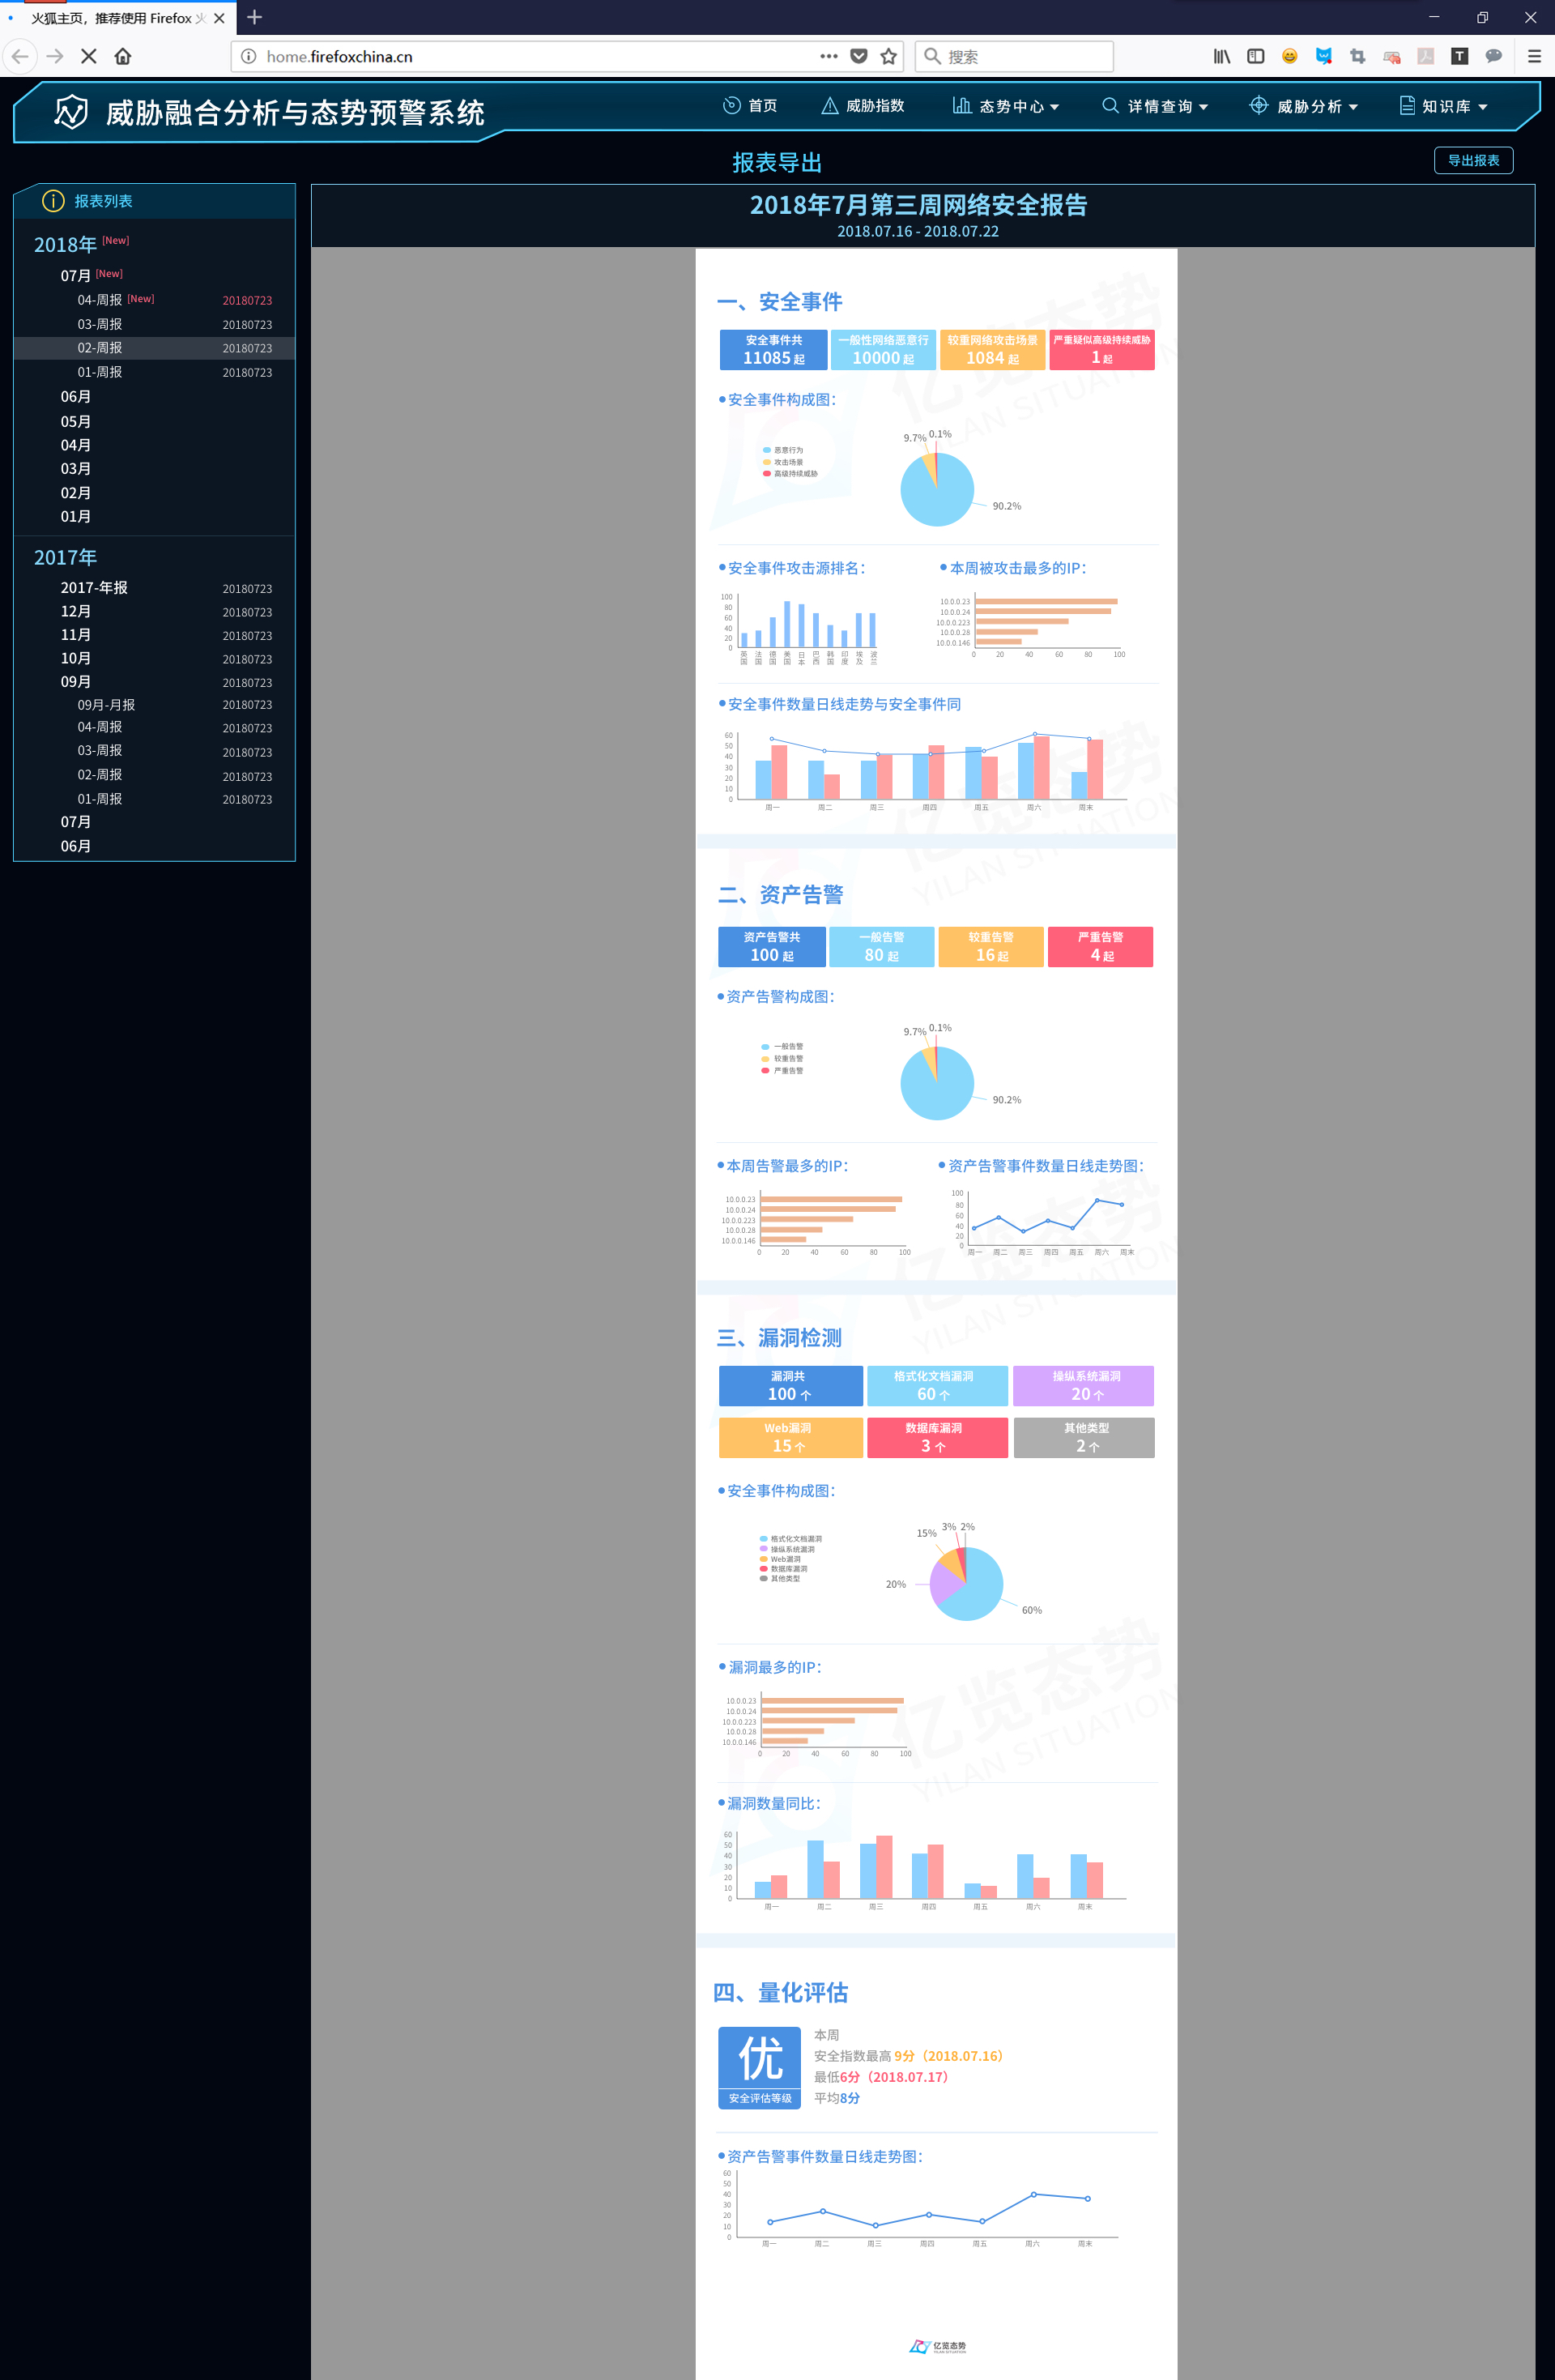 火狐主页，推荐使用 Firefox 火
home.firefoxchina.cn
搜索
威胁融合分析与态势预警系统
首页
威胁指数
态势中心
详情查询
威胁分析
知识库
报表导出
导出报表
报表列表
2018年 [New]
07月 [New]
04-周报 [New] 20180723
03-周报 20180723
02-周报 20180723
01-周报 20180723
06月
05月
04月
03月
02月
01月
2017年
2017-年报 20180723
12月 20180723
11月 20180723
10月 20180723
09月 20180723
09月-月报 20180723
04-周报 20180723
03-周报 20180723
02-周报 20180723
01-周报 20180723
07月
06月
2018年7月第三周网络安全报告
2018.07.16 - 2018.07.22
一、安全事件
安全事件共
11085 起
一般性网络恶意行
10000 起
较重网络攻击场景
1084 起
严重疑似高级持续威胁
1 起
安全事件构成图：
恶意行为
攻击场景
高级持续威胁
9.7% 0.1%
90.2%
安全事件攻击源排名：
100
80
60
40
20
0
英国 法国 德国 美国 日本 巴西 韩国 印度 埃及 波兰
本周被攻击最多的IP：
10.0.0.23
10.0.0.24
10.0.0.223
10.0.0.28
10.0.0.146
0 20 40 60 80 100
安全事件数量日线走势与安全事件同
60
50
40
30
20
10
0
周一 周二 周三 周四 周五 周六 周末
二、资产告警
资产告警共
100 起
一般告警
80 起
较重告警
16 起
严重告警
4 起
资产告警构成图：
一般告警
较重告警
严重告警
9.7% 0.1%
90.2%
本周告警最多的IP：
10.0.0.23
10.0.0.24
10.0.0.223
10.0.0.28
10.0.0.146
0 20 40 60 80 100
资产告警事件数量日线走势图：
100
80
60
40
20
0
周一 周二 周三 周四 周五 周六 周末
三、漏洞检测
漏洞共
100 个
格式化文档漏洞
60 个
操纵系统漏洞
20 个
Web漏洞
15 个
数据库漏洞
3 个
其他类型
2 个
安全事件构成图：
格式化文档漏洞
操纵系统漏洞
Web漏洞
数据库漏洞
其他类型
15% 3% 2%
20%
60%
漏洞最多的IP：
10.0.0.23
10.0.0.24
10.0.0.223
10.0.0.28
10.0.0.146
0 20 40 60 80 100
漏洞数量同比：
60
50
40
30
20
10
0
周一 周二 周三 周四 周五 周六 周末
四、量化评估
优
安全评估等级
本周
安全指数最高 9分（2018.07.16）
最低6分（2018.07.17）
平均8分
资产告警事件数量日线走势图：
60
50
40
30
20
10
0
周一 周二 周三 周四 周五 周六 周末
亿览态势
YILAN SITUATION